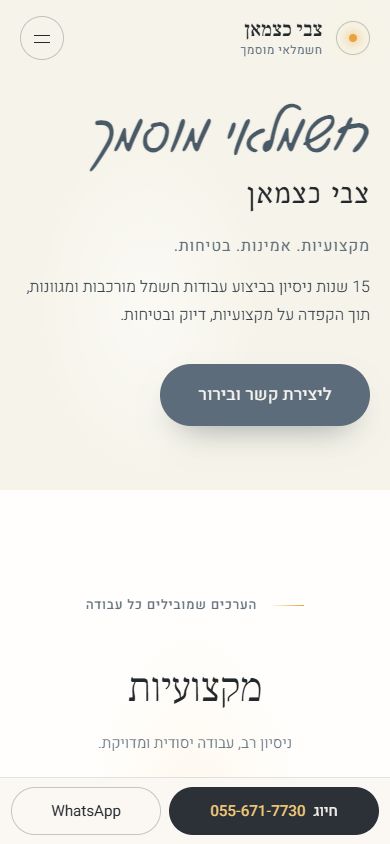 צבי כצמאן
חשמלאי מוסמך
חשמלאי מוסמך
צבי כצמאן
מקצועיות. אמינות. בטיחות.
15 שנות ניסיון בביצוע עבודות חשמל מורכבות ומגוונות,
תוך הקפדה על מקצועיות, דיוק ובטיחות.
ליצירת קשר ובירור
הערכים שמובילים כל עבודה
מקצועיות
ניסיון רב, עבודה יסודית ומדויקת.
חיוג 055-671-7730
WhatsApp